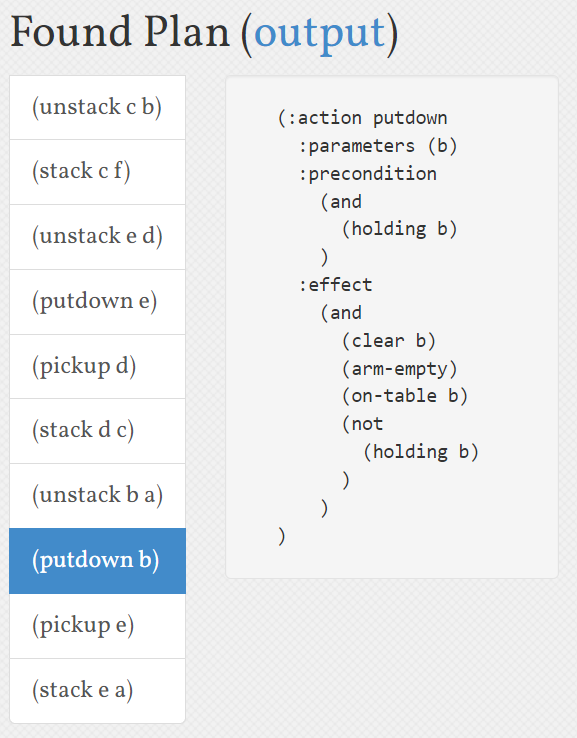 Found Plan (output)
(unstack c b)
(stack c f)
(unstack e d)
(putdown e)
(pickup d)
(stack d c)
(unstack b a)
(putdown b)
(pickup e)
(stack e a)
(:action putdown
  :parameters (b)
  :precondition
    (and
      (holding b)
    )
  :effect
    (and
      (clear b)
      (arm-empty)
      (on-table b)
      (not
        (holding b)
      )
    )
)